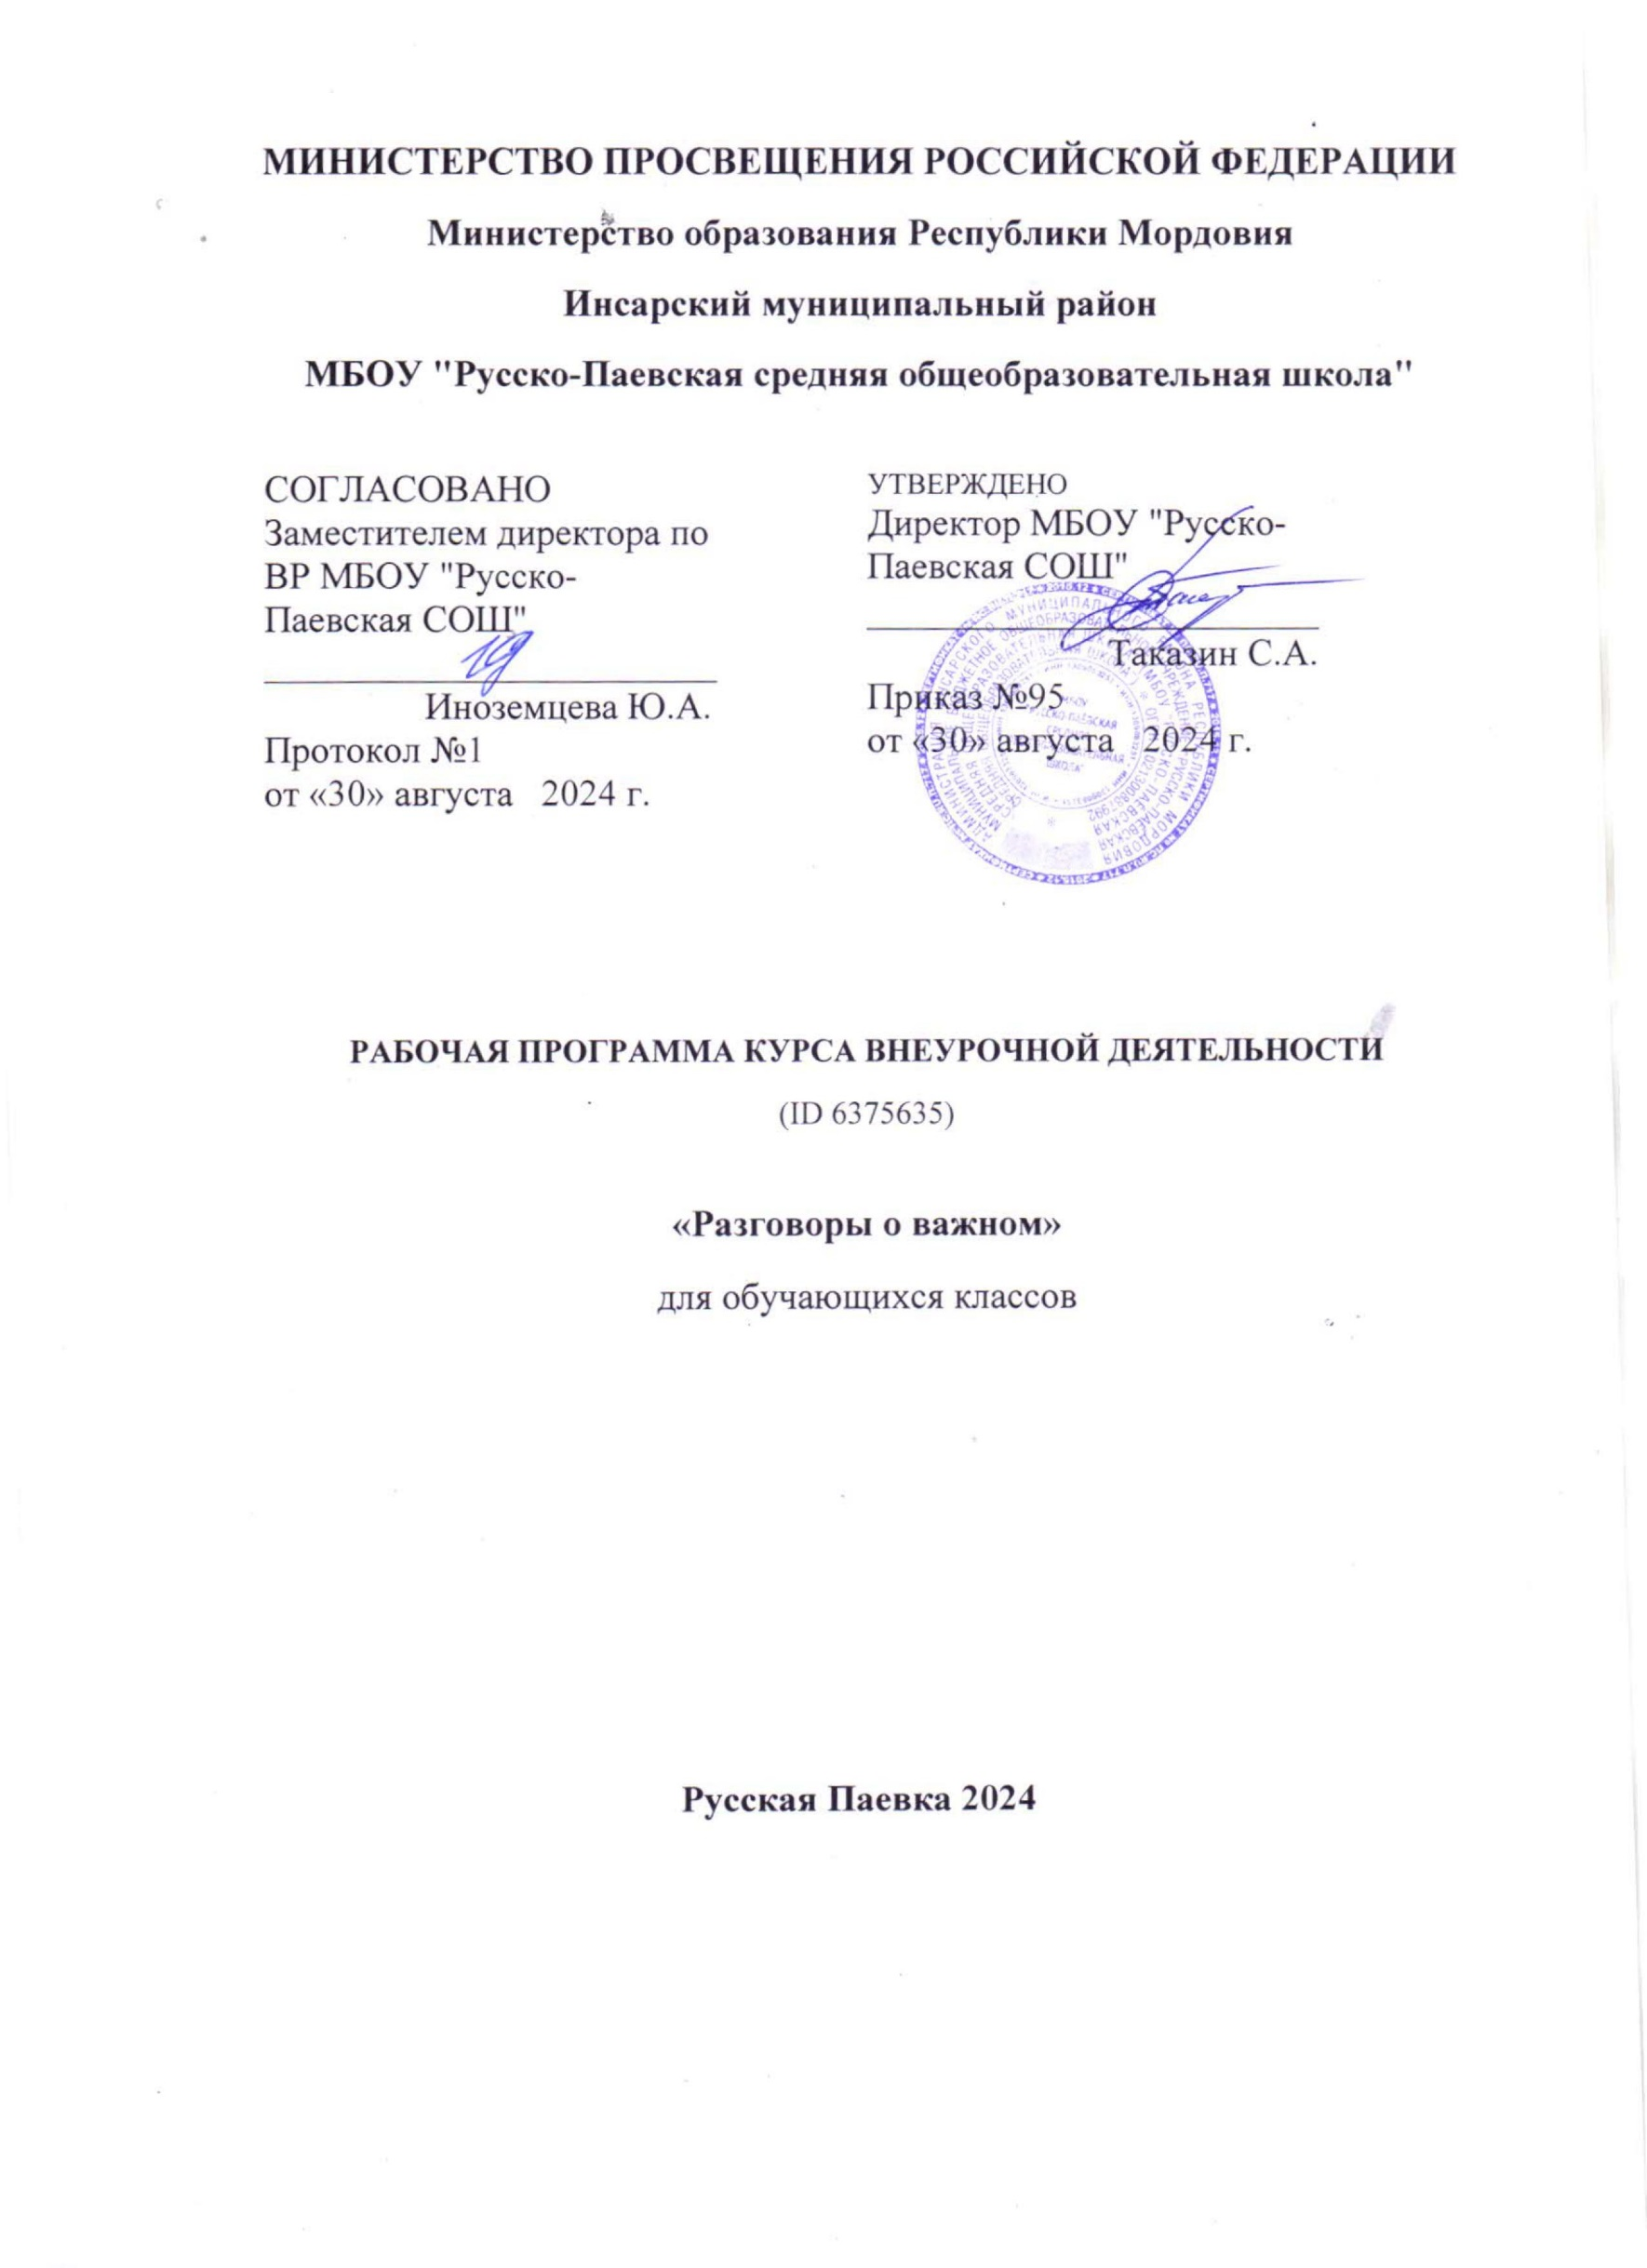 МИНИСТЕРСТВО ПРОСВЕЩЕНИЯ РОССИЙСКОЙ ФЕДЕРАЦИИ
Министерство образования Республики Мордовия
Инсарский муниципальный район
МБОУ "Русско-Паевская средняя общеобразовательная школа"
СОГЛАСОВАНО
Заместителем директора по
ВР МБОУ "Русско-
Паевская СОШ"
Иноземцева Ю.А.
Протокол №1
от «30» августа 2024 г.
УТВЕРЖДЕНО
Директор МБОУ "Русско-
Паевская СОШ"
Таказин С.А.
Приказ №95
от «30» августа 2024 г.
РАБОЧАЯ ПРОГРАММА КУРСА ВНЕУРОЧНОЙ ДЕЯТЕЛЬНОСТИ
(ID 6375635)
«Разговоры о важном»
для обучающихся классов
Русская Паевка 2024